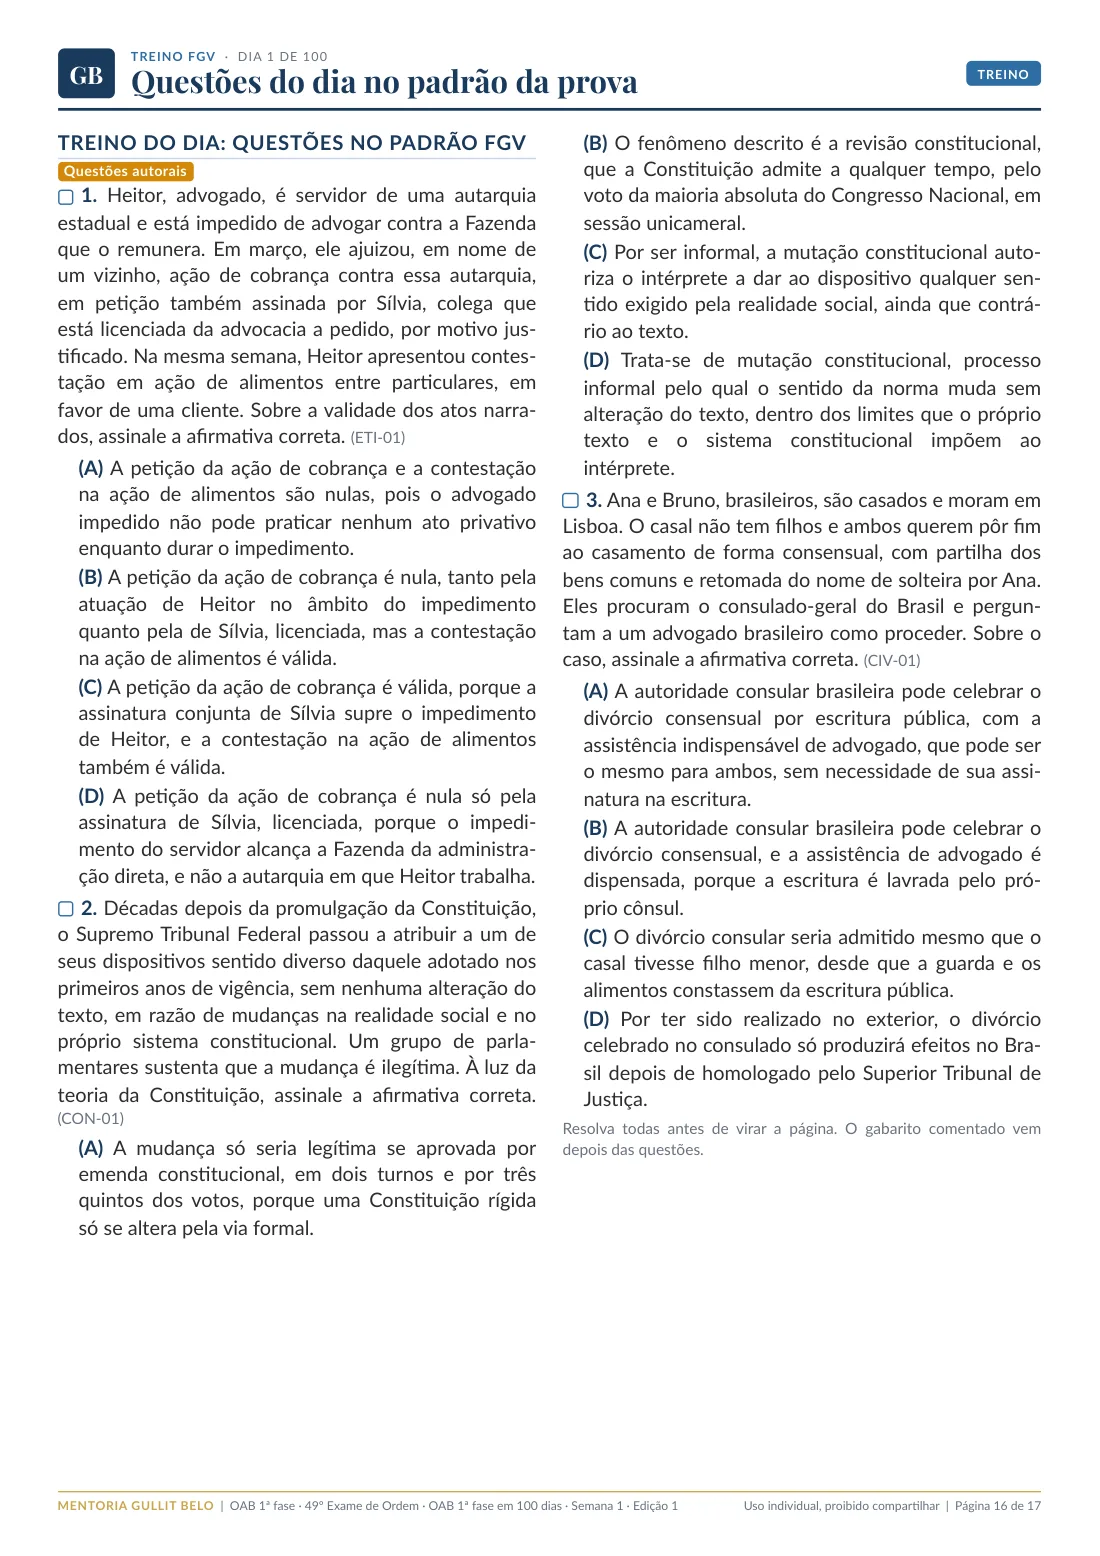 GB
TREINO FGV · DIA 1 DE 100
Questões do dia no padrão da prova
TREINO
TREINO DO DIA: QUESTÕES NO PADRÃO FGV
Questões autorais
1. Heitor, advogado, é servidor de uma autarquia
estadual e está impedido de advogar contra a Fazenda
que o remunera. Em março, ele ajuizou, em nome de
um vizinho, ação de cobrança contra essa autarquia,
em petição também assinada por Sílvia, colega que
está licenciada da advocacia a pedido, por motivo jus-
tificado. Na mesma semana, Heitor apresentou contes-
tação em ação de alimentos entre particulares, em
favor de uma cliente. Sobre a validade dos atos narra-
dos, assinale a afirmativa correta. (ETI-01)
(A) A petição da ação de cobrança e a contestação
na ação de alimentos são nulas, pois o advogado
impedido não pode praticar nenhum ato privativo
enquanto durar o impedimento.
(B) A petição da ação de cobrança é nula, tanto pela
atuação de Heitor no âmbito do impedimento
quanto pela de Sílvia, licenciada, mas a contestação
na ação de alimentos é válida.
(C) A petição da ação de cobrança é válida, porque a
assinatura conjunta de Sílvia supre o impedimento
de Heitor, e a contestação na ação de alimentos
também é válida.
(D) A petição da ação de cobrança é nula só pela
assinatura de Sílvia, licenciada, porque o impedi-
mento do servidor alcança a Fazenda da administra-
ção direta, e não a autarquia em que Heitor trabalha.
2. Décadas depois da promulgação da Constituição,
o Supremo Tribunal Federal passou a atribuir a um de
seus dispositivos sentido diverso daquele adotado nos
primeiros anos de vigência, sem nenhuma alteração do
texto, em razão de mudanças na realidade social e no
próprio sistema constitucional. Um grupo de parla-
mentares sustenta que a mudança é ilegítima. À luz da
teoria da Constituição, assinale a afirmativa correta.
(CON-01)
(A) A mudança só seria legítima se aprovada por
emenda constitucional, em dois turnos e por três
quintos dos votos, porque uma Constituição rígida
só se altera pela via formal.
(B) O fenômeno descrito é a revisão constitucional,
que a Constituição admite a qualquer tempo, pelo
voto da maioria absoluta do Congresso Nacional, em
sessão unicameral.
(C) Por ser informal, a mutação constitucional auto-
riza o intérprete a dar ao dispositivo qualquer sen-
tido exigido pela realidade social, ainda que contrá-
rio ao texto.
(D) Trata-se de mutação constitucional, processo
informal pelo qual o sentido da norma muda sem
alteração do texto, dentro dos limites que o próprio
texto e o sistema constitucional impõem ao
intérprete.
3. Ana e Bruno, brasileiros, são casados e moram em
Lisboa. O casal não tem filhos e ambos querem pôr fim
ao casamento de forma consensual, com partilha dos
bens comuns e retomada do nome de solteira por Ana.
Eles procuram o consulado-geral do Brasil e pergun-
tam a um advogado brasileiro como proceder. Sobre o
caso, assinale a afirmativa correta. (CIV-01)
(A) A autoridade consular brasileira pode celebrar o
divórcio consensual por escritura pública, com a
assistência indispensável de advogado, que pode ser
o mesmo para ambos, sem necessidade de sua assi-
natura na escritura.
(B) A autoridade consular brasileira pode celebrar o
divórcio consensual, e a assistência de advogado é
dispensada, porque a escritura é lavrada pelo pró-
prio cônsul.
(C) O divórcio consular seria admitido mesmo que o
casal tivesse filho menor, desde que a guarda e os
alimentos constassem da escritura pública.
(D) Por ter sido realizado no exterior, o divórcio
celebrado no consulado só produzirá efeitos no Bra-
sil depois de homologado pelo Superior Tribunal de
Justiça.
Resolva todas antes de virar a página. O gabarito comentado vem
depois das questões.
MENTORIA GULLIT BELO | OAB 1ª fase · 49º Exame de Ordem · OAB 1ª fase em 100 dias · Semana 1 · Edição 1
Uso individual, proibido compartilhar | Página 16 de 17